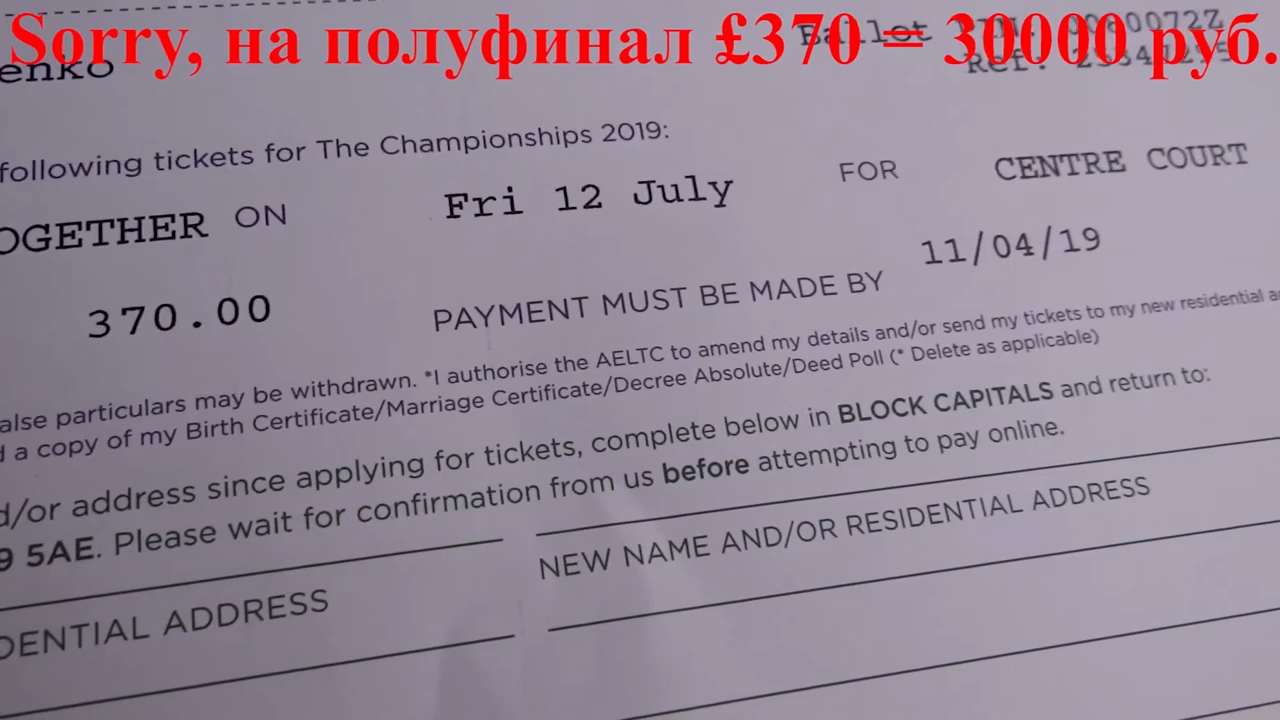 Sorry, на полуфинал £370 = 30000 руб.
enko
Ballot
following tickets for The Championships 2019:
OGETHER ON Fri 12 July FOR CENTRE COURT
370.00 PAYMENT MUST BE MADE BY 11/04/19
alse particulars may be withdrawn. *I authorise the AELTC to amend my details and/or send my tickets to my new residential a
d a copy of my Birth Certificate/Marriage Certificate/Decree Absolute/Deed Poll (* Delete as applicable)
d/or address since applying for tickets, complete below in BLOCK CAPITALS and return to:
9 5AE. Please wait for confirmation from us before attempting to pay online.
DENTIAL ADDRESS
NEW NAME AND/OR RESIDENTIAL ADDRESS